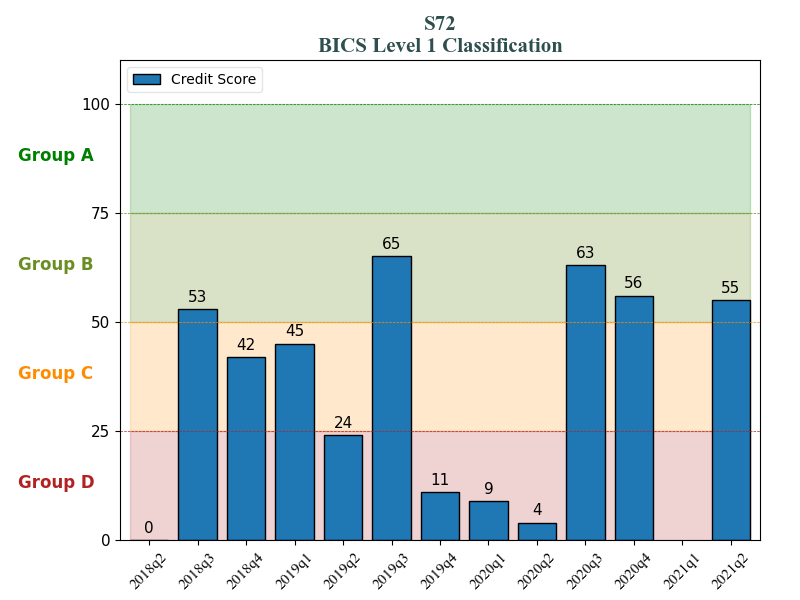 S72
BICS Level 1 Classification
Credit Score
100
Group A
75
Group B
50
Group C
25
Group D
0
0
53
42
45
24
65
11
9
4
63
56
55
2018q2
2018q3
2018q4
2019q1
2019q2
2019q3
2019q4
2020q1
2020q2
2020q3
2020q4
2021q1
2021q2